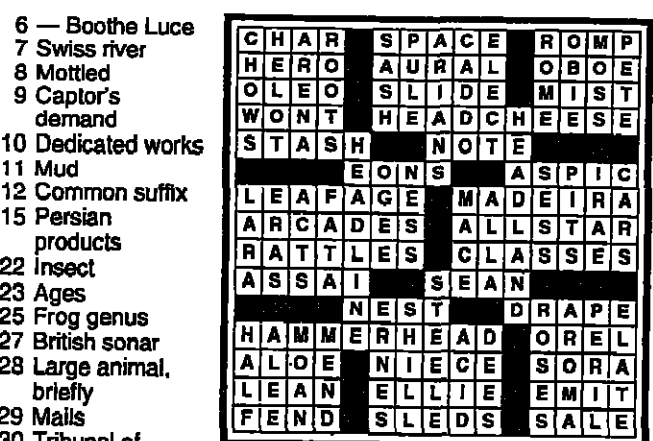 6 — Boothe Luce
7 Swiss river
8 Mottled
9 Captor's
demand
10 Dedicated works
11 Mud
12 Common suffix
15 Persian
products
22 Insect
23 Ages
25 Frog genus
27 British sonar
28 Large animal,
briefly
29 Mails
30 Tribunal of
CHAR SPACE ROMP
HERO AURAL OBOE
OLEO SLIDE MIST
WONT HEADCHEESE
STASH NOTE
EONS ASPIC
LEAFAGE MADEIRA
ARCADES ALLSTAR
RATTLES CLASSES
ASSAI SEAN
NEST DRAPE
HAMMERHEAD OREL
ALOE NIECE SORA
LEAN ELLIE EMIT
FEND SLEDS SALE